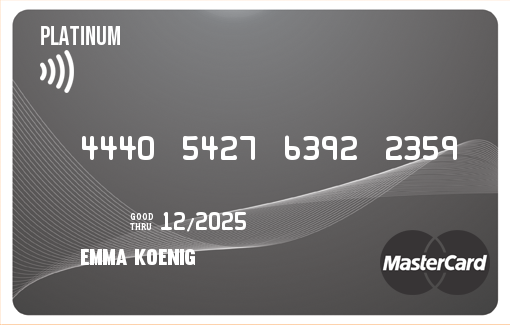 PLATINUM
4440 5427 6392 2359
GOOD
THRU 12/2025
EMMA KOENIG
MasterCard